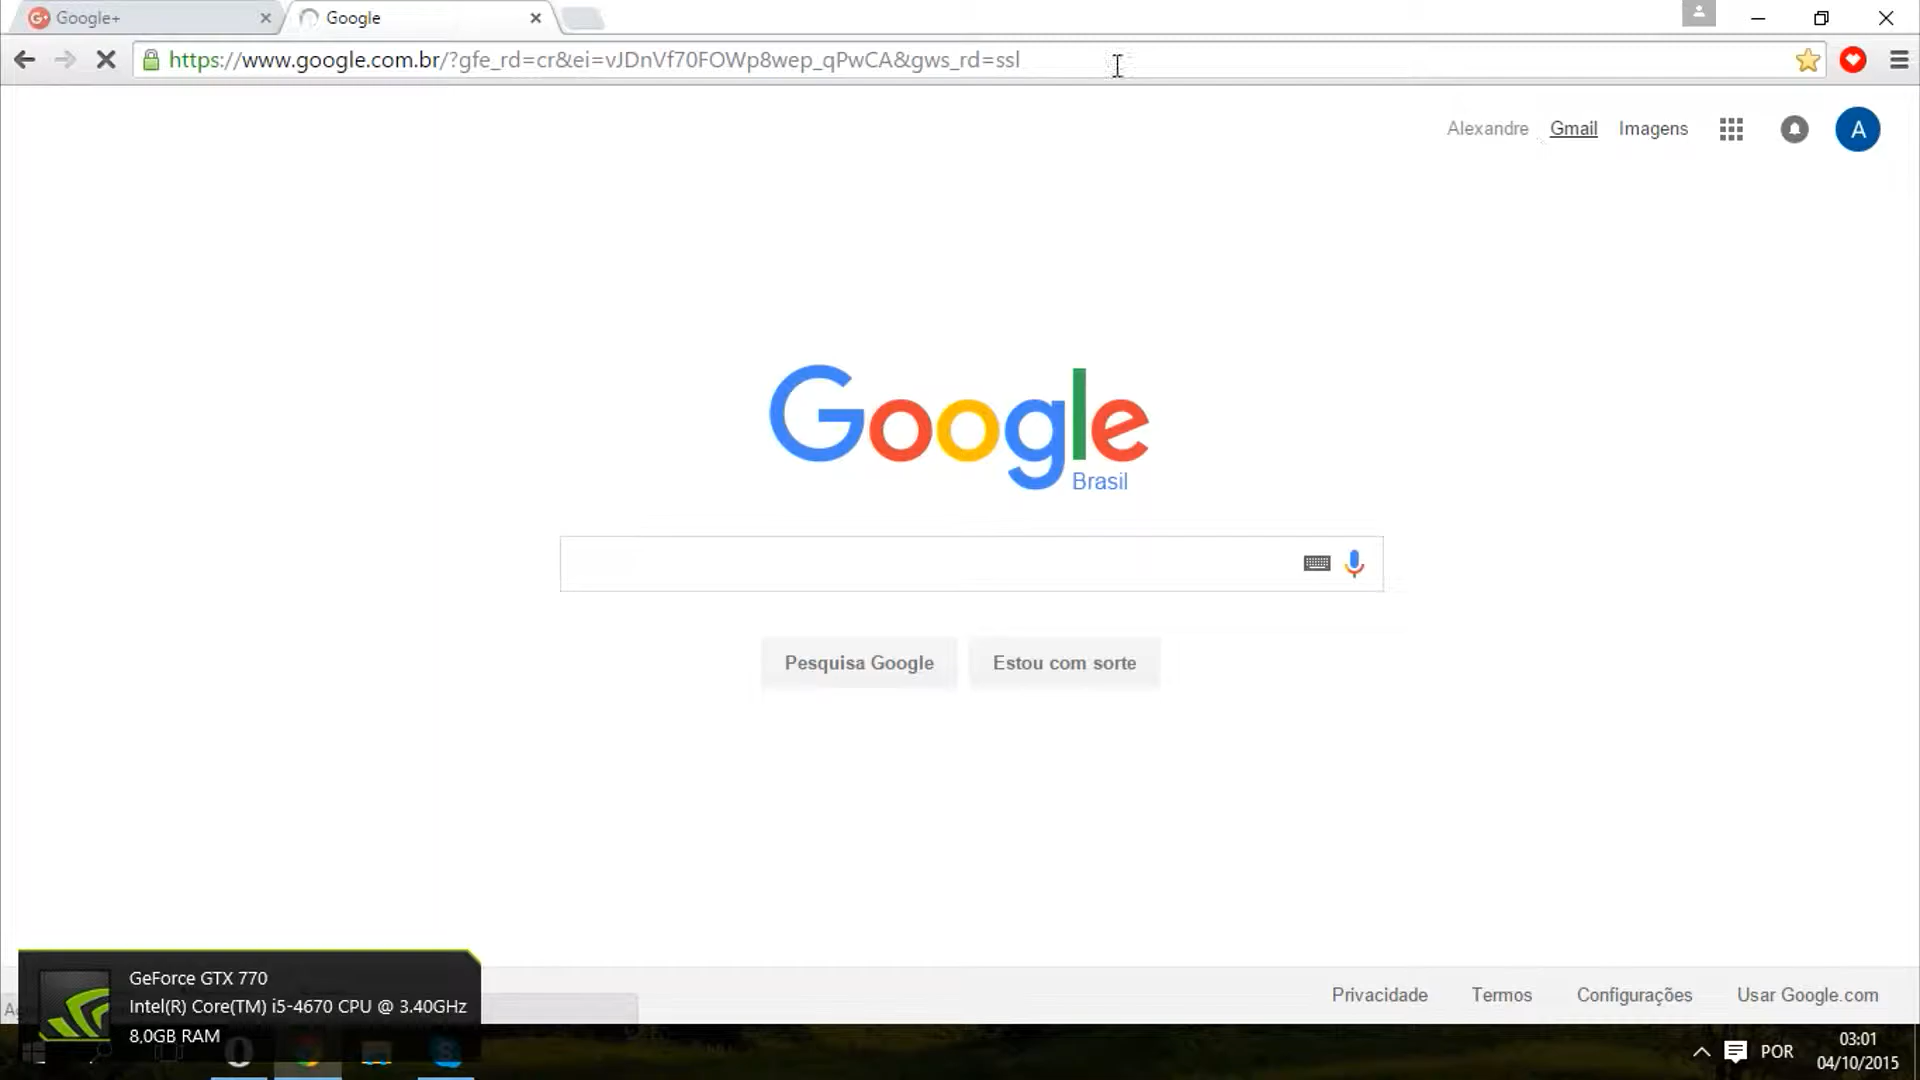 Google+
Google
https://www.google.com.br/?gfe_rd=cr&ei=vJDnVf70FOWp8wep_qPwCA&gws_rd=ssl
Alexandre Gmail Imagens
A
Google
Brasil
Pesquisa Google Estou com sorte
GeForce GTX 770
Intel(R) Core(TM) i5-4670 CPU @ 3.40GHz
8,0GB RAM
Privacidade Termos Configurações Usar Google.com
POR
03:01
04/10/2015